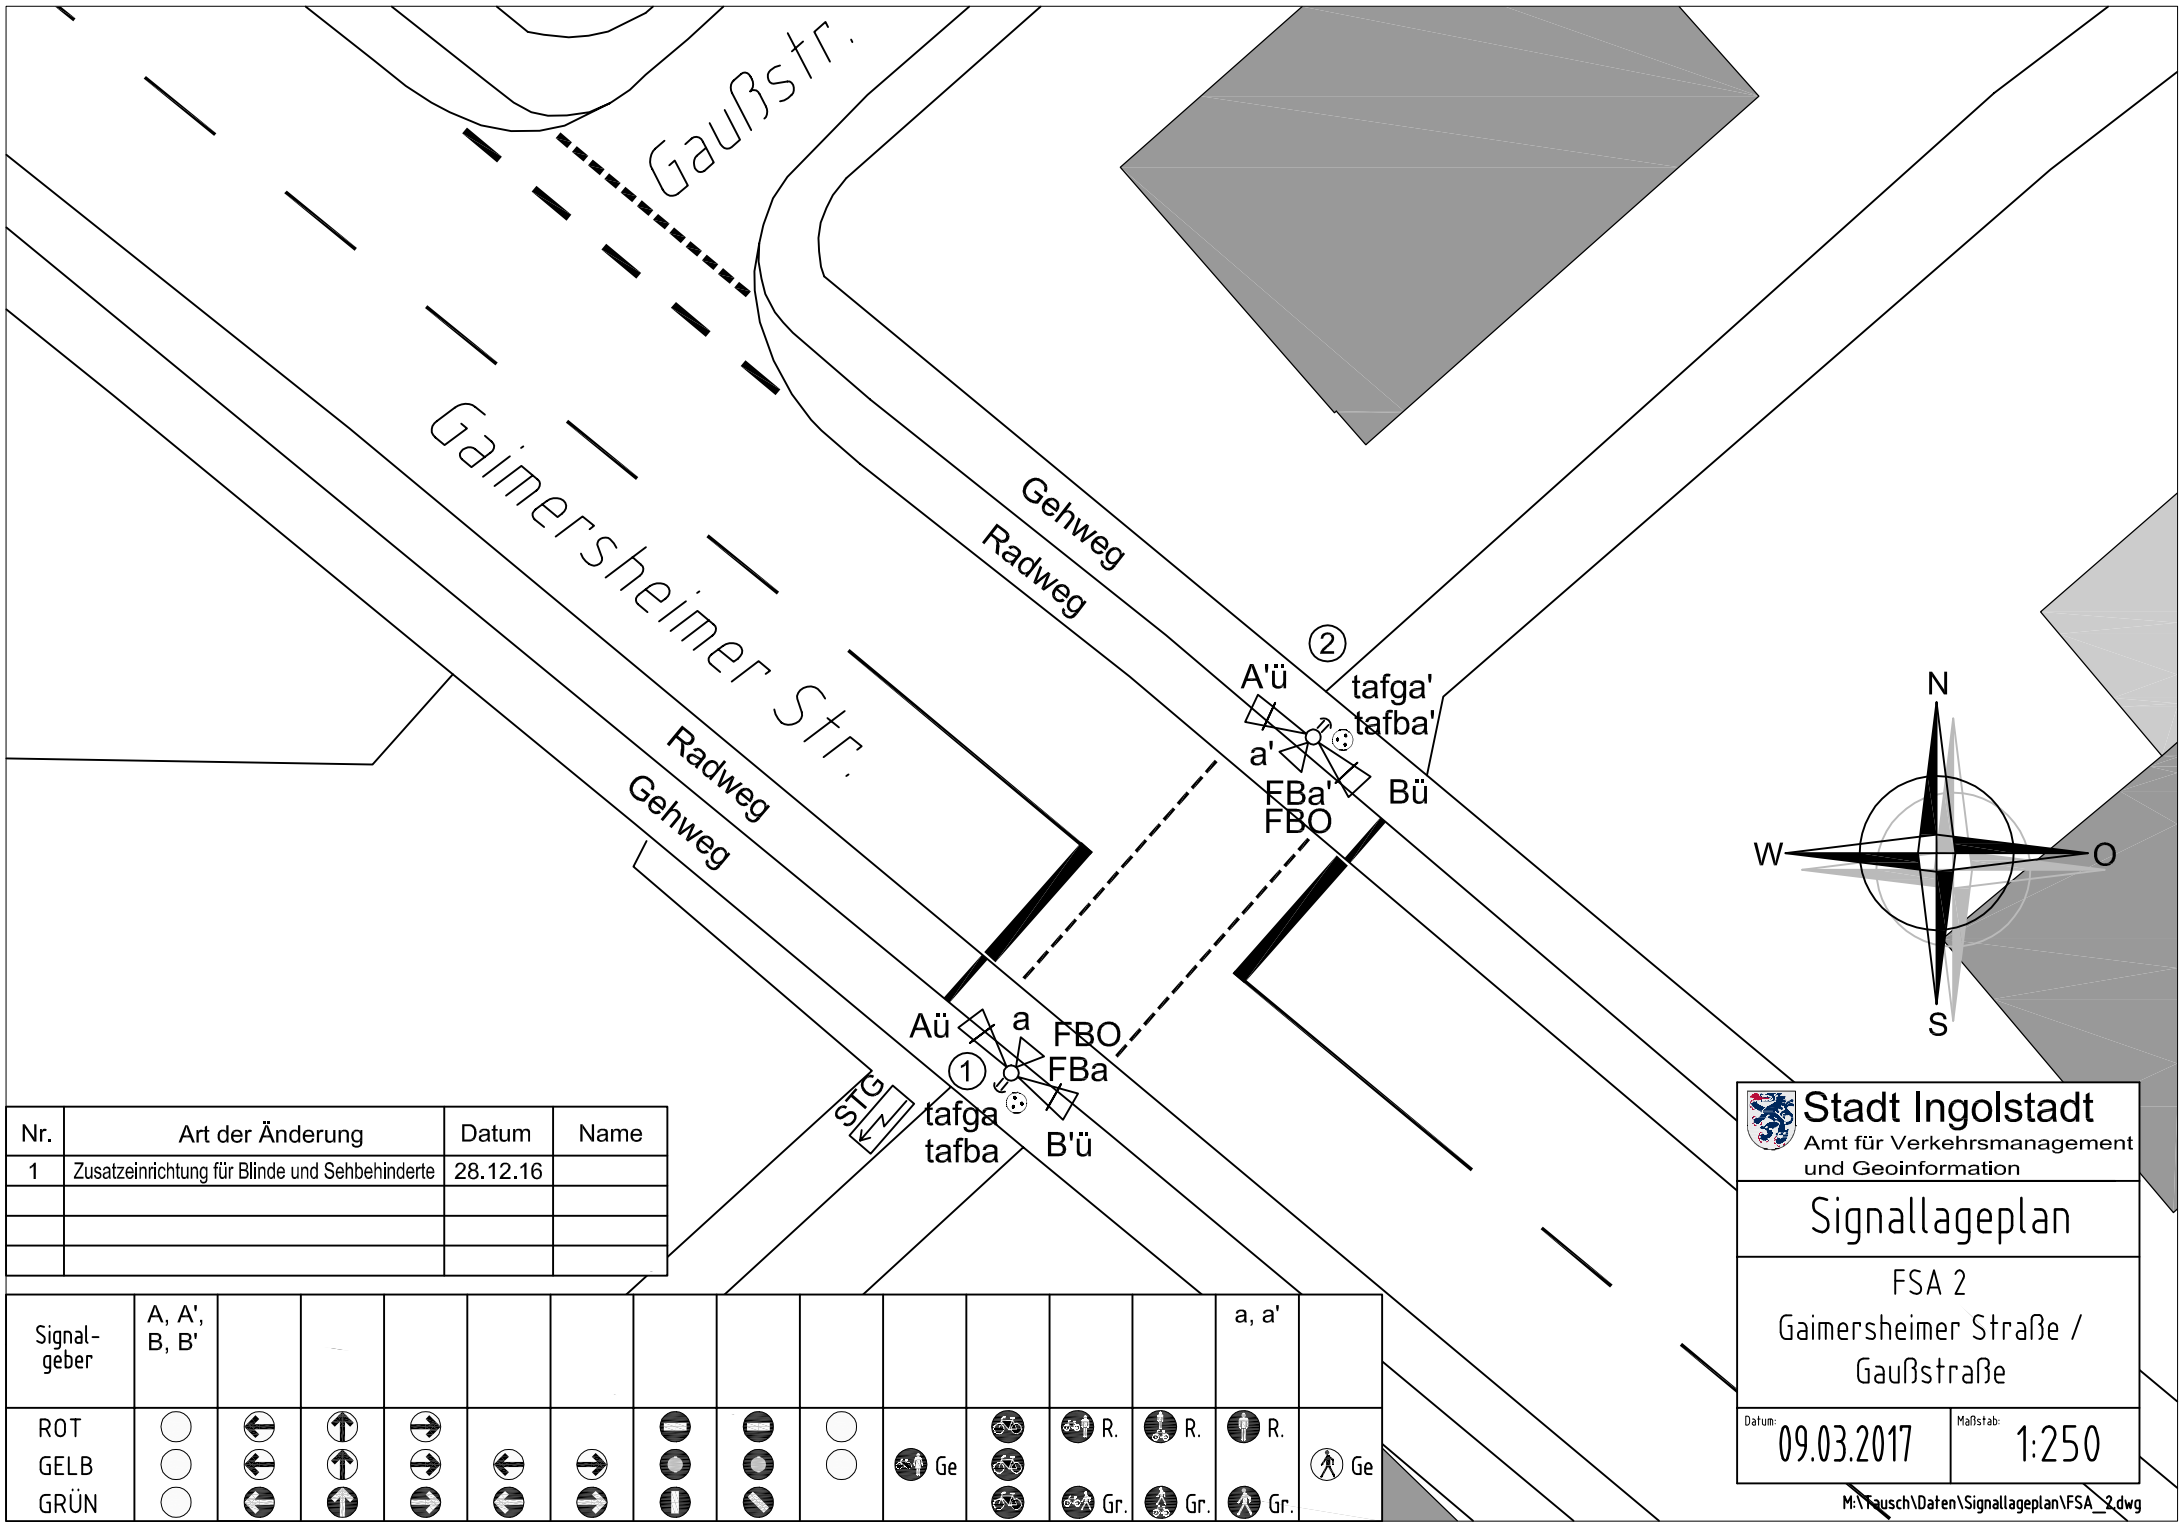 Gaußstr.
Gaimersheimer Str.
Gehweg
Radweg
2
A'ü
tafga'
tafba'
a'
FBa'
FBO
Bü
Radweg
Gehweg
Aü
a
FBO
FBa
1
STG
tafga
tafba
B'ü
N
W
O
S
Nr.
Art der Änderung
Datum
Name
1
Zusatzeinrichtung für Blinde und Sehbehinderte
28.12.16
Signal-
geber
A, A',
B, B'
a, a'
ROT
R.
R.
R.
GELB
Ge
Ge
GRÜN
Gr.
Gr.
Gr.
Stadt Ingolstadt
Amt für Verkehrsmanagement
und Geoinformation
Signallageplan
FSA 2
Gaimersheimer Straße /
Gaußstraße
Datum:
09.03.2017
Maßstab:
1:250
M:\Tausch\Daten\Signallageplan\FSA_2.dwg